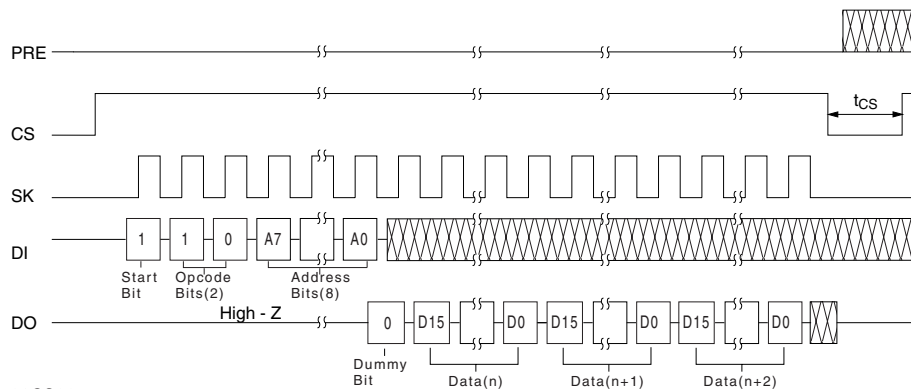 PRE
CS
tCS
SK
DI 1 1 0 A7 A0
Start Bit
Opcode Bits(2)
Address Bits(8)
High - Z
DO 0 D15 D0 D15 D0 D15 D0
Dummy Bit
Data(n)
Data(n+1)
Data(n+2)